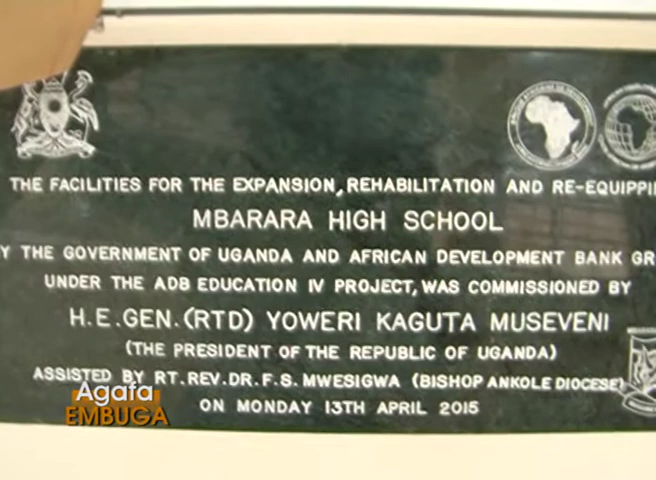 THE FACILITIES FOR THE EXPANSION, REHABILITATION AND RE-EQUIPPI
MBARARA HIGH SCHOOL
Y THE GOVERNMENT OF UGANDA AND AFRICAN DEVELOPMENT BANK GR
UNDER THE ADB EDUCATION IV PROJECT, WAS COMMISSIONED BY
H.E.GEN.(RTD) YOWERI KAGUTA MUSEVENI
(THE PRESIDENT OF THE REPUBLIC OF UGANDA)
ASSISTED BY RT.REV.DR.F.S. MWESIGWA (BISHOP ANKOLE DIOCESE)
ON MONDAY 13TH APRIL 2015
Agafa
EMBUGA